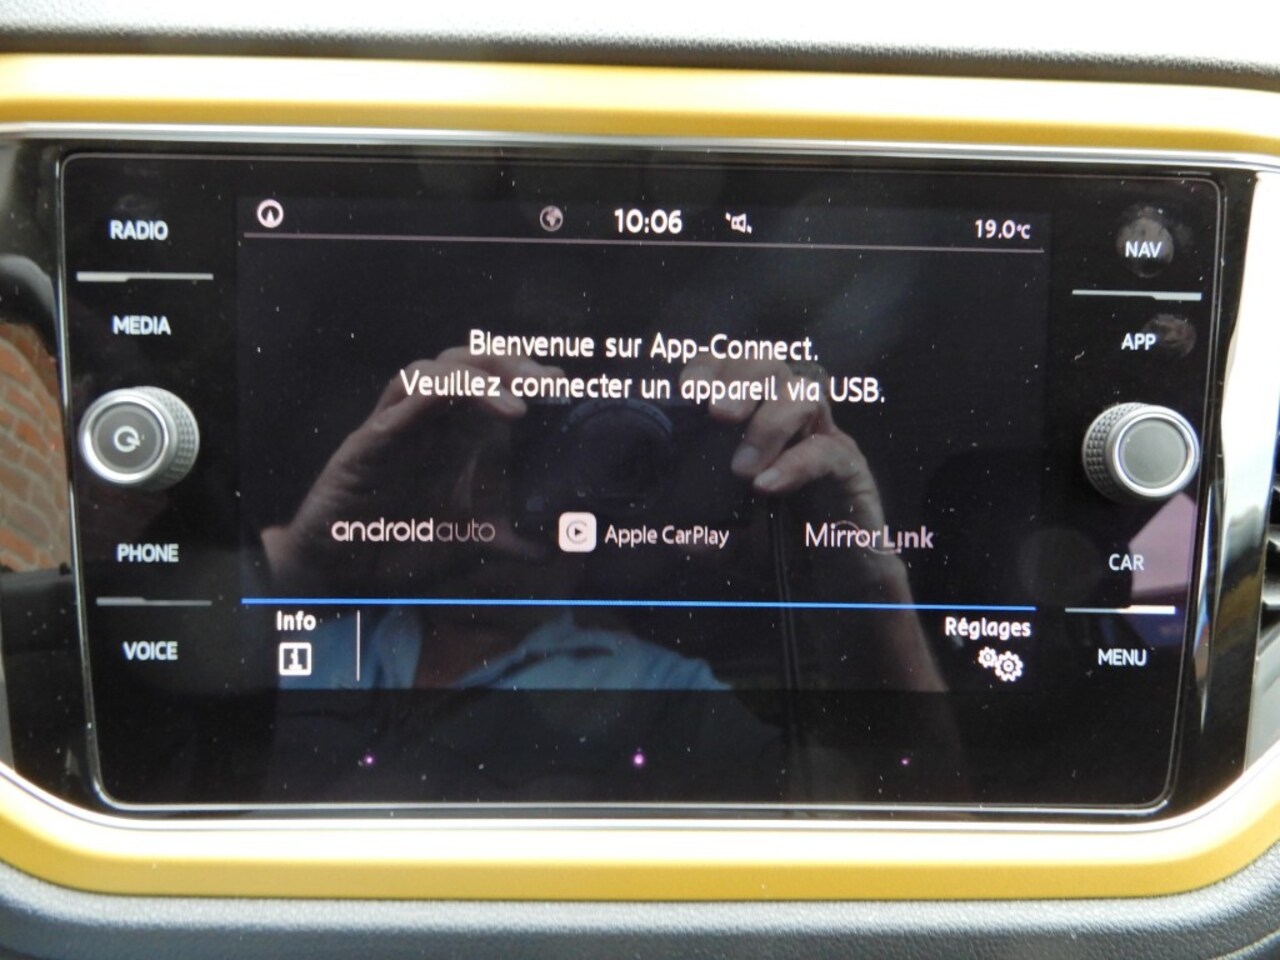 RADIO
MEDIA
PHONE
VOICE
10:06
19.0°C
Bienvenue sur App-Connect.
Veuillez connecter un appareil via USB.
androidauto
Apple CarPlay
MirrorLink
Info
Réglages
NAV
APP
CAR
MENU